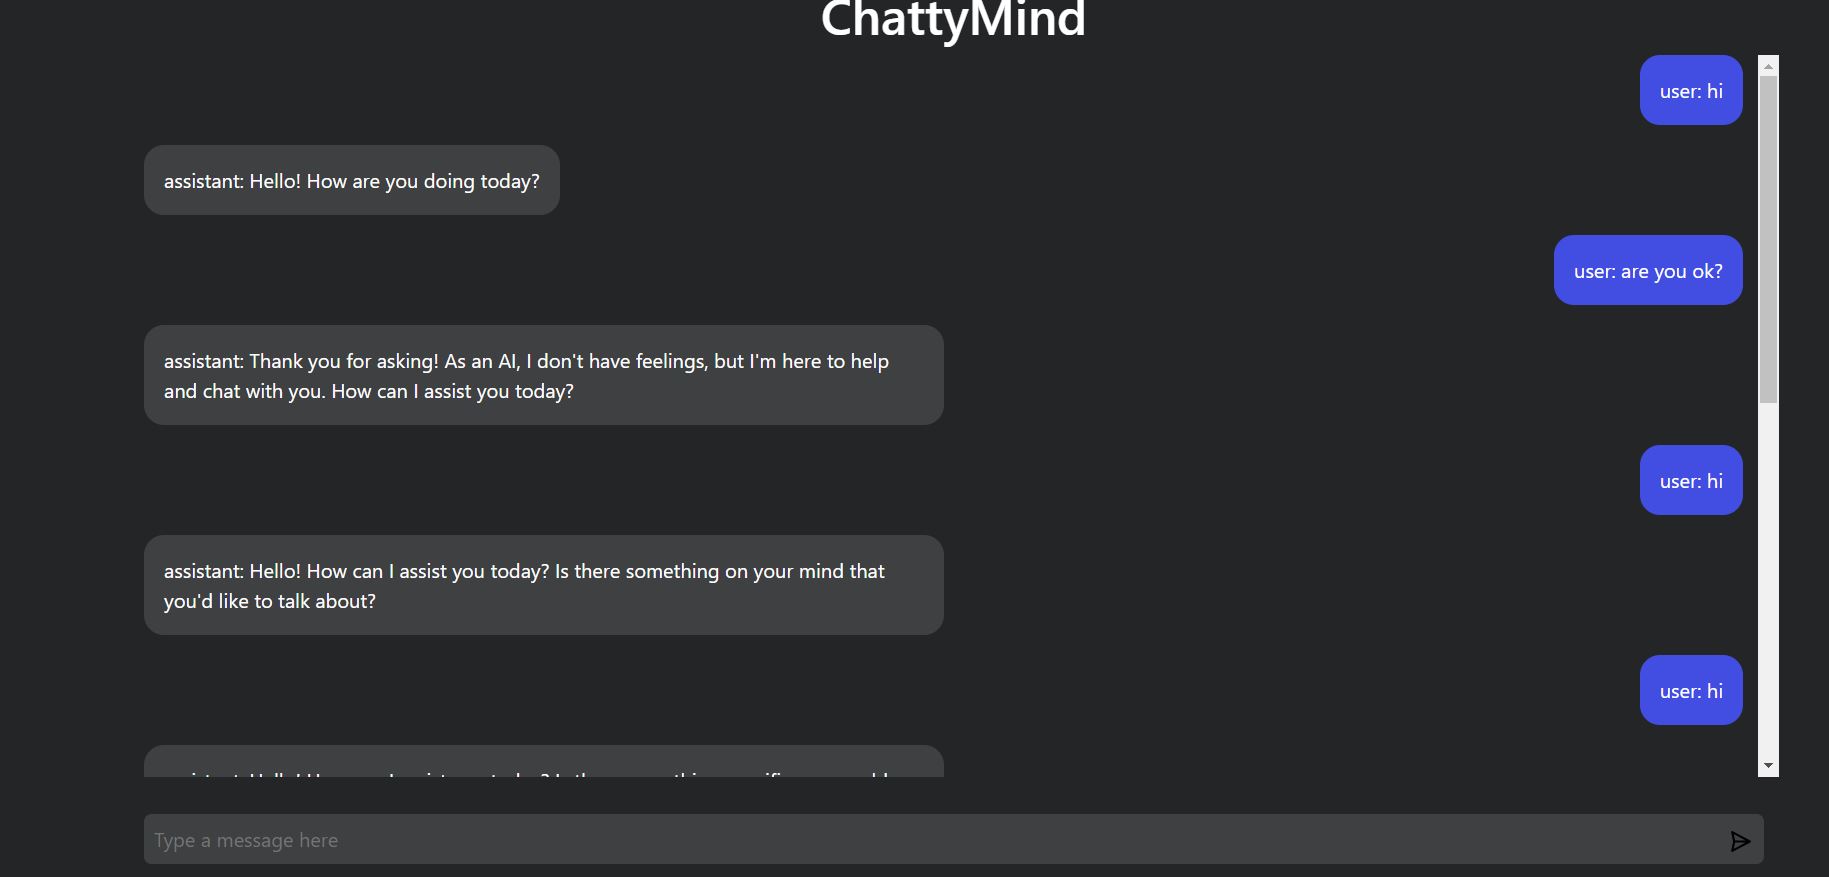 ChattyMind
user: hi
assistant: Hello! How are you doing today?
user: are you ok?
assistant: Thank you for asking! As an AI, I don't have feelings, but I'm here to help
and chat with you. How can I assist you today?
user: hi
assistant: Hello! How can I assist you today? Is there something on your mind that
you'd like to talk about?
user: hi
Type a message here